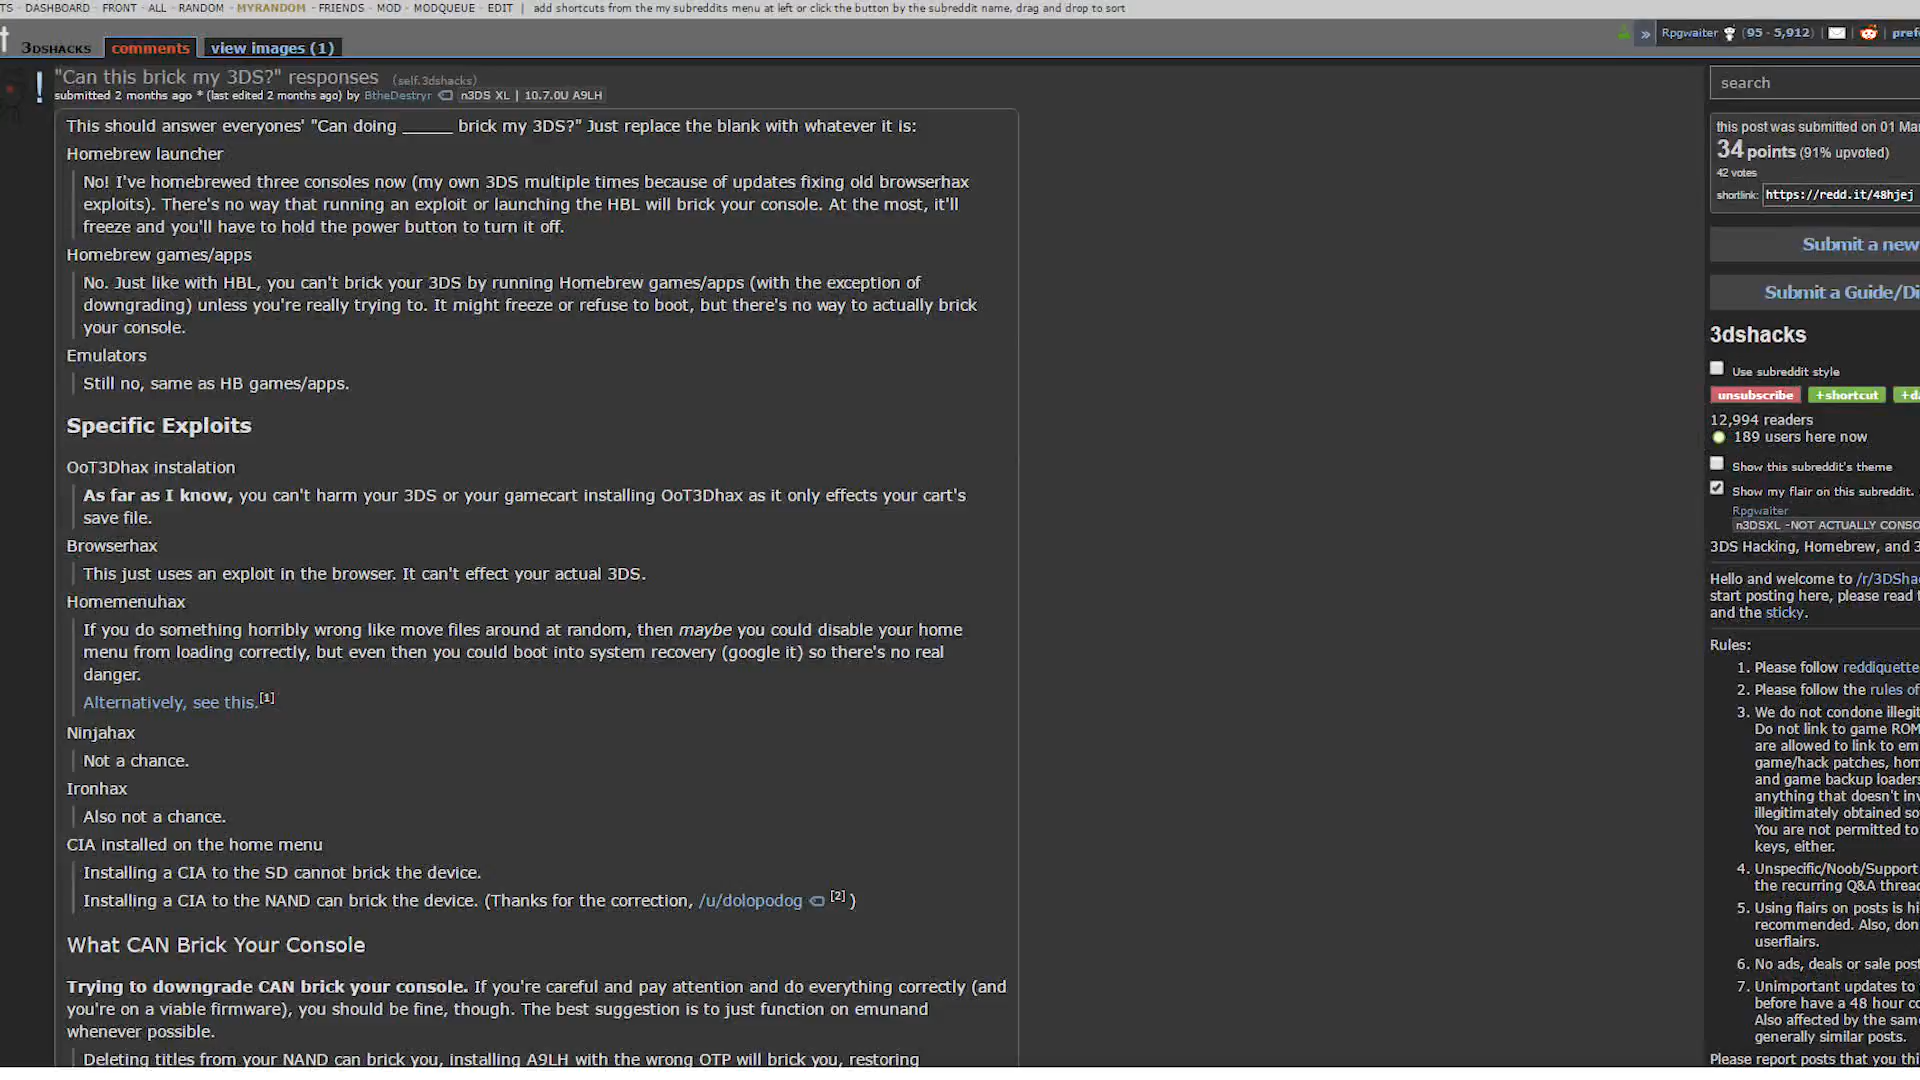 TS - DASHBOARD - FRONT - ALL - RANDOM - MYRANDOM - FRIENDS - MOD - MODQUEUE - EDIT | add shortcuts from the my subreddits menu at left or click the button by the subreddit name, drag and drop to sort
3DSHACKS comments view images (1)
» Rpgwaiter (95 · 5,912) | | | pref
"Can this brick my 3DS?" responses (self.3dshacks)
submitted 2 months ago * (last edited 2 months ago) by BtheDestryr n3DS XL | 10.7.0U A9LH
This should answer everyones' "Can doing ______ brick my 3DS?" Just replace the blank with whatever it is:
Homebrew launcher
No! I've homebrewed three consoles now (my own 3DS multiple times because of updates fixing old browserhax
exploits). There's no way that running an exploit or launching the HBL will brick your console. At the most, it'll
freeze and you'll have to hold the power button to turn it off.
Homebrew games/apps
No. Just like with HBL, you can't brick your 3DS by running Homebrew games/apps (with the exception of
downgrading) unless you're really trying to. It might freeze or refuse to boot, but there's no way to actually brick
your console.
Emulators
Still no, same as HB games/apps.
Specific Exploits
OoT3Dhax instalation
As far as I know, you can't harm your 3DS or your gamecart installing OoT3Dhax as it only effects your cart's
save file.
Browserhax
This just uses an exploit in the browser. It can't effect your actual 3DS.
Homemenuhax
If you do something horribly wrong like move files around at random, then maybe you could disable your home
menu from loading correctly, but even then you could boot into system recovery (google it) so there's no real
danger.
Alternatively, see this.[1]
Ninjahax
Not a chance.
Ironhax
Also not a chance.
CIA installed on the home menu
Installing a CIA to the SD cannot brick the device.
Installing a CIA to the NAND can brick the device. (Thanks for the correction, /u/dolopodog [2] )
What CAN Brick Your Console
Trying to downgrade CAN brick your console. If you're careful and pay attention and do everything correctly (and
you're on a viable firmware), you should be fine, though. The best suggestion is to just function on emunand
whenever possible.
Deleting titles from your NAND can brick you, installing A9LH with the wrong OTP will brick you, restoring
search
this post was submitted on 01 Mar
34 points (91% upvoted)
42 votes
shortlink: https://redd.it/48hjej
Submit a new
Submit a Guide/Di
3dshacks
Use subreddit style
unsubscribe +shortcut +da
12,994 readers
189 users here now
Show this subreddit's theme
Show my flair on this subreddit.
Rpgwaiter
n3DSXL -NOT ACTUALLY CONSO
3DS Hacking, Homebrew, and 3
Hello and welcome to /r/3DShac
start posting here, please read t
and the sticky.
Rules:
1. Please follow reddiquette
2. Please follow the rules of
3. We do not condone illegit
Do not link to game ROM
are allowed to link to em
game/hack patches, hom
and game backup loaders
anything that doesn't inv
illegitimately obtained so
You are not permitted to
keys, either.
4. Unspecific/Noob/Support
the recurring Q&A thread
5. Using flairs on posts is hi
recommended. Also, don
userflairs.
6. No ads, deals or sale post
7. Unimportant updates to
before have a 48 hour co
Also affected by the same
generally similar posts.
Please report posts that you thi